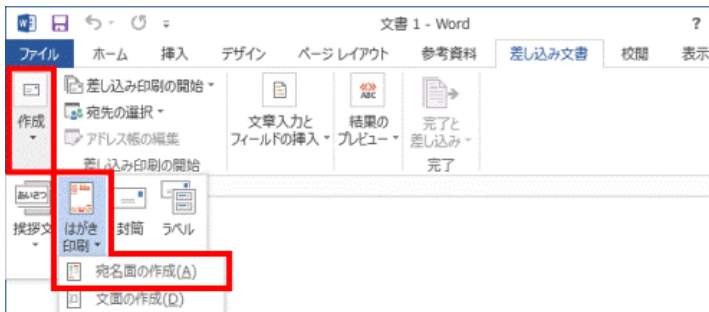 文書 1 - Word
?
ファイル ホーム 挿入 デザイン ページ レイアウト 参考資料 差し込み文書 校閲 表示
作成
差し込み印刷の開始
宛先の選択
アドレス帳の編集
差し込み印刷の開始
文章入力と
フィールドの挿入
ABC
結果の
プレビュー
完了と
差し込み
完了
あいさつ
挨拶文
はがき
印刷
封筒
ラベル
宛名面の作成(A)
文面の作成(D)